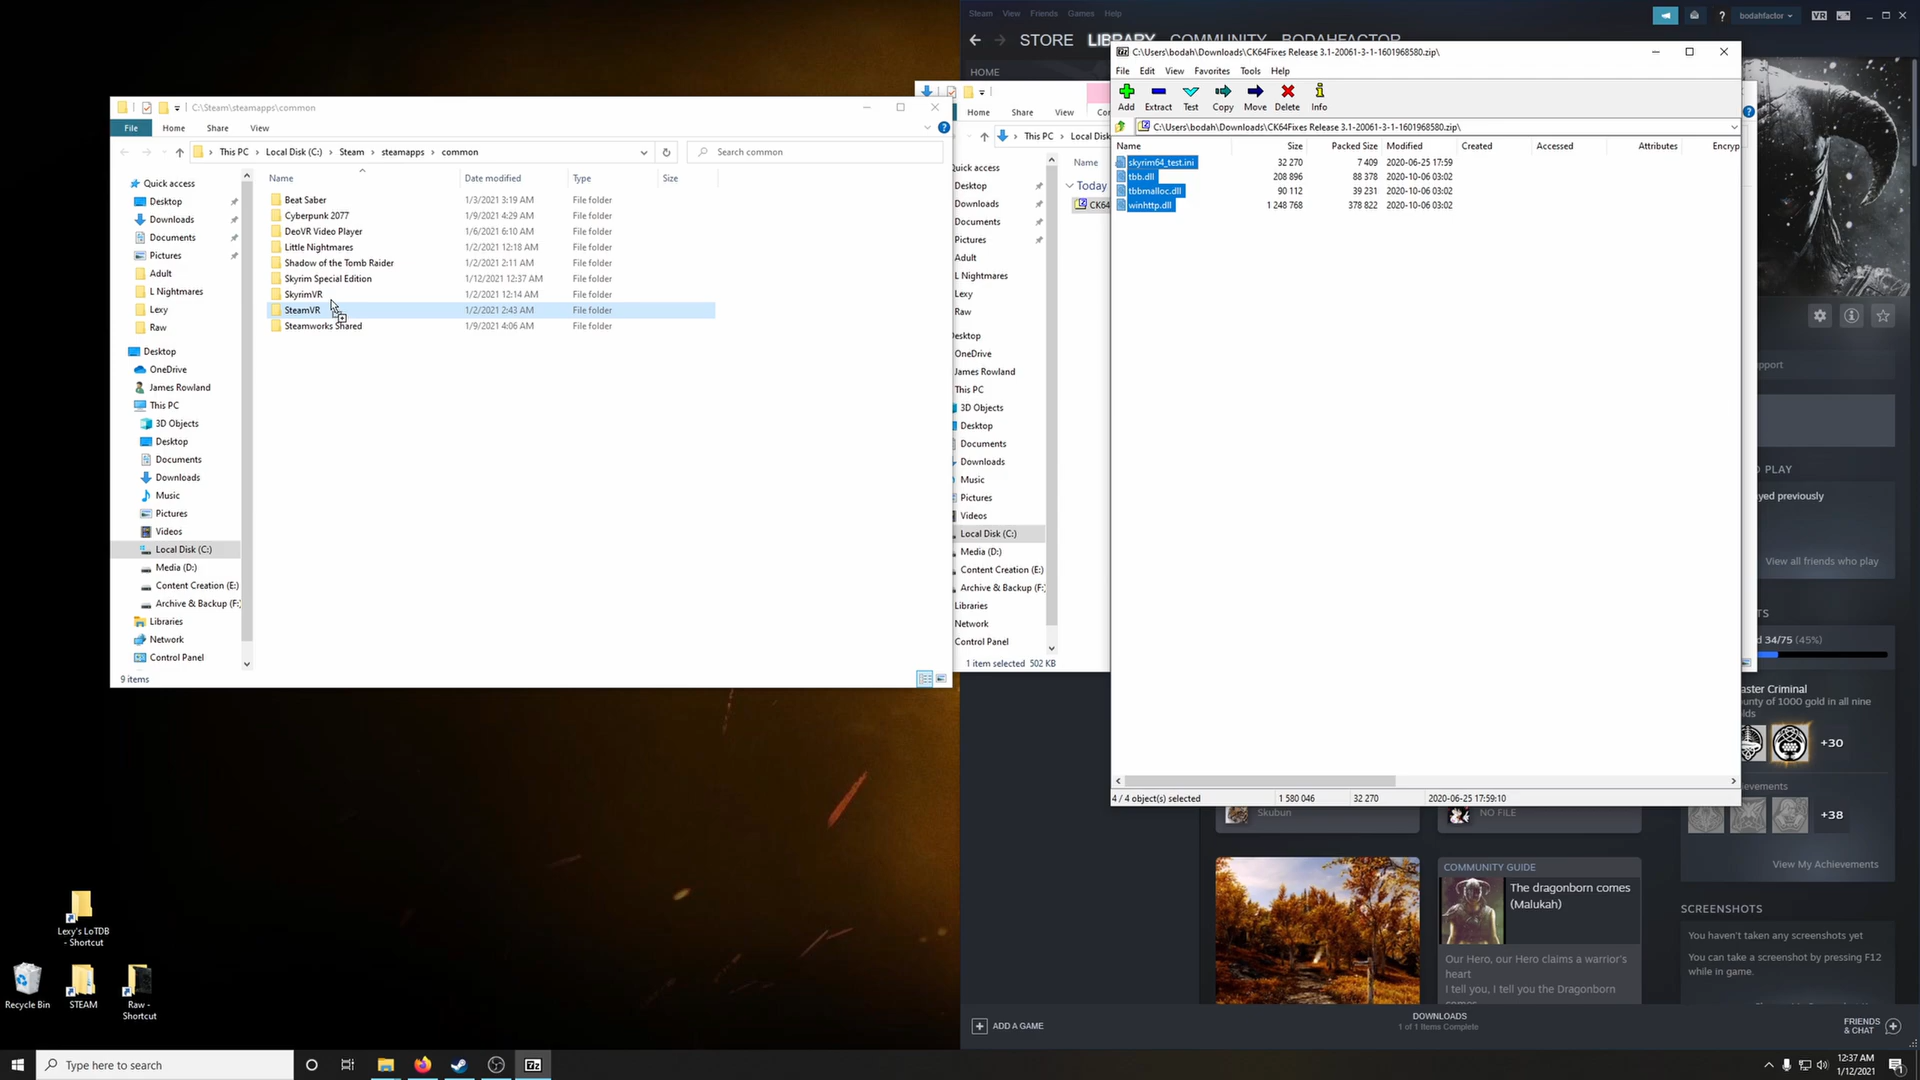 Steam View Friends Games Help
bodahfactor
VR
STORE LIBRARY COMMUNITY BODAHFACTOR
HOME
C:\Steam\steamapps\common
File Home Share View
This PC > Local Disk (C:) > Steam > steamapps > common
Search common
Name Date modified Type Size
Beat Saber 1/3/2021 3:19 AM File folder
Cyberpunk 2077 1/9/2021 4:29 AM File folder
DeoVR Video Player 1/6/2021 6:10 AM File folder
Little Nightmares 1/2/2021 12:18 AM File folder
Shadow of the Tomb Raider 1/2/2021 2:11 AM File folder
Skyrim Special Edition 1/12/2021 12:37 AM File folder
SkyrimVR 1/2/2021 12:14 AM File folder
SteamVR 1/2/2021 2:43 AM File folder
Steamworks Shared 1/9/2021 4:06 AM File folder
Quick access
Desktop
Downloads
Documents
Pictures
Adult
L Nightmares
Lexy
Raw
Desktop
OneDrive
James Rowland
This PC
3D Objects
Desktop
Documents
Downloads
Music
Pictures
Videos
Local Disk (C:)
Media (D:)
Content Creation (E:)
Archive & Backup (F:)
Libraries
Network
Control Panel
9 items
Home Share View
This PC > Local Disk
Name
Today
CK64
Quick access
Desktop
Downloads
Documents
Pictures
Adult
L Nightmares
Lexy
Raw
Desktop
OneDrive
James Rowland
This PC
3D Objects
Desktop
Documents
Downloads
Music
Pictures
Videos
Local Disk (C:)
Media (D:)
Content Creation (E:)
Archive & Backup (F:)
Libraries
Network
Control Panel
1 item selected 502 KB
C:\Users\bodah\Downloads\CK64Fixes Release 3.1-20061-3-1-1601968580.zip\
File Edit View Favorites Tools Help
Add Extract Test Copy Move Delete Info
C:\Users\bodah\Downloads\CK64Fixes Release 3.1-20061-3-1-1601968580.zip\
Name Size Packed Size Modified Created Accessed Attributes Encryp
skyrim64_test.ini 32 270 7 409 2020-06-25 17:59
tbb.dll 208 896 88 378 2020-10-06 03:02
tbbmalloc.dll 90 112 39 231 2020-10-06 03:02
winhttp.dll 1 248 768 378 822 2020-10-06 03:02
4 / 4 object(s) selected 1 580 046 32 270 2020-06-25 17:59:10
pport
PLAY
yed previously
View all friends who play
TS
d 34/75 (45%)
aster Criminal
ounty of 1000 gold in all nine
olds
+30
ievements
+38
View My Achievements
Skubun
NO FILE
COMMUNITY GUIDE
The dragonborn comes
(Malukah)
Our Hero, our Hero claims a warrior's
heart
I tell you, I tell you the Dragonborn
comes
SCREENSHOTS
You haven't taken any screenshots yet
You can take a screenshot by pressing F12
while in game.
ADD A GAME
DOWNLOADS
1 of 1 Items Complete
FRIENDS
& CHAT
Lexy's LoTDB
- Shortcut
Recycle Bin
STEAM
Raw -
Shortcut
Type here to search
12:37 AM
1/12/2021